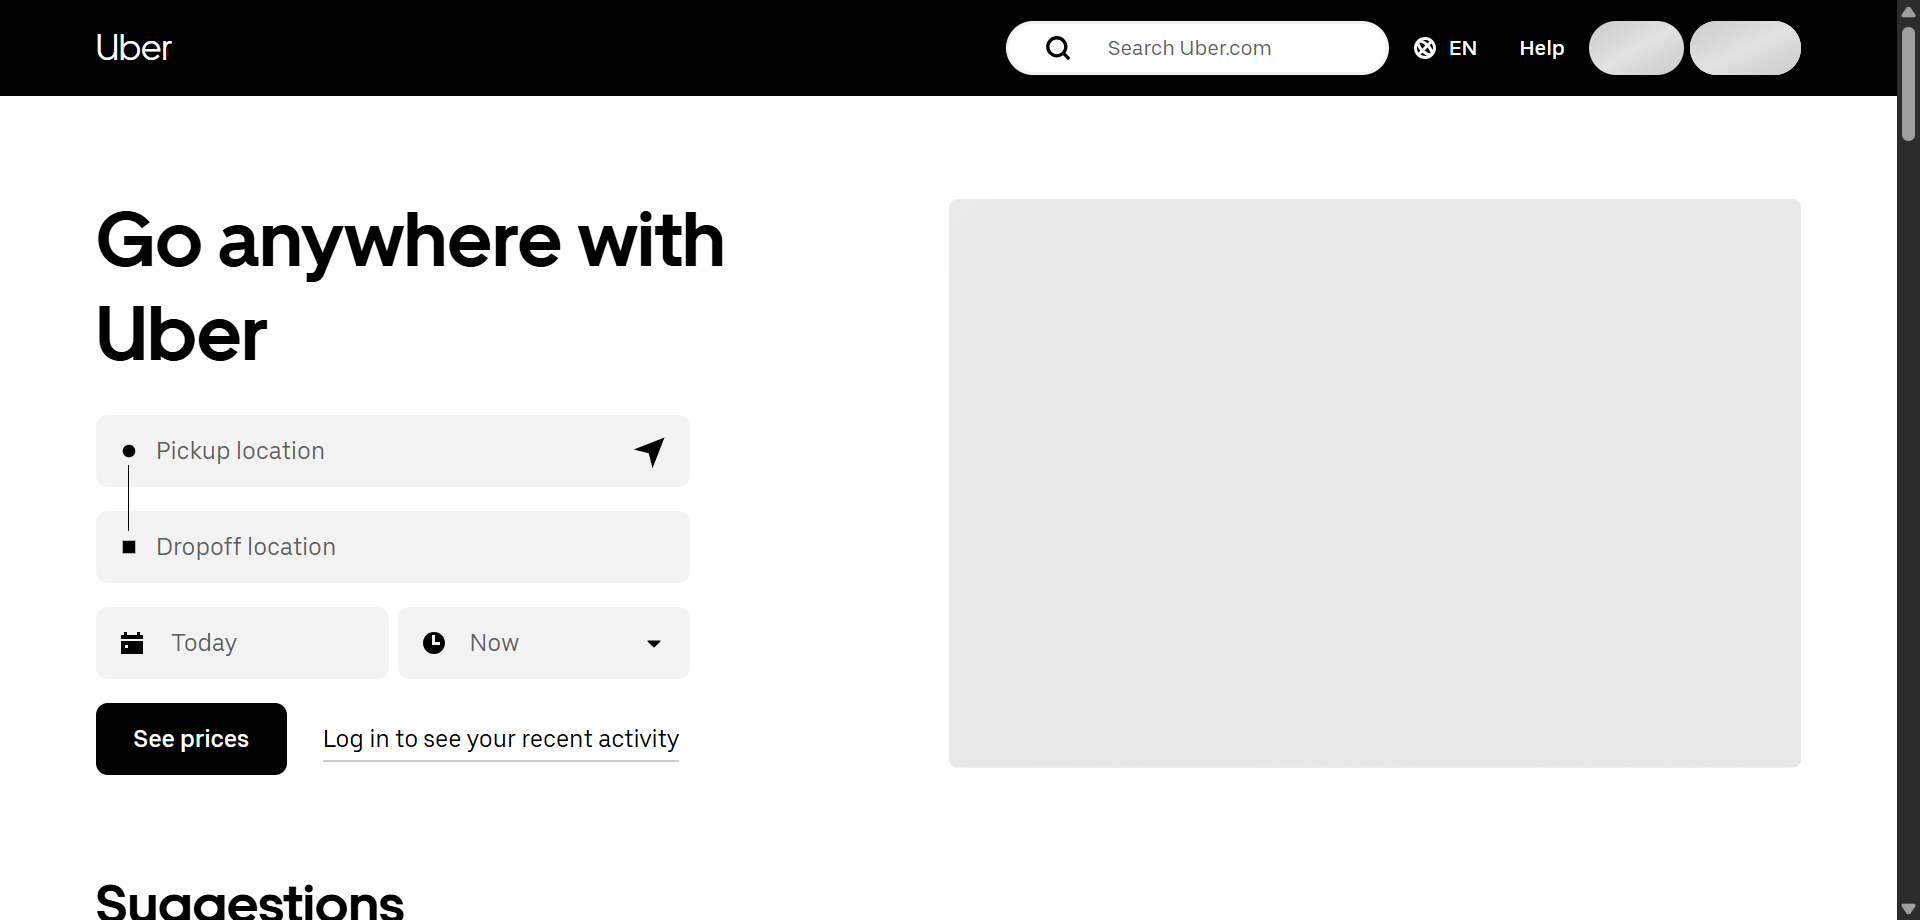 Uber
Search Uber.com
EN
Help
Go anywhere with
Uber
Pickup location
Dropoff location
Today
Now
See prices
Log in to see your recent activity
Suggestions